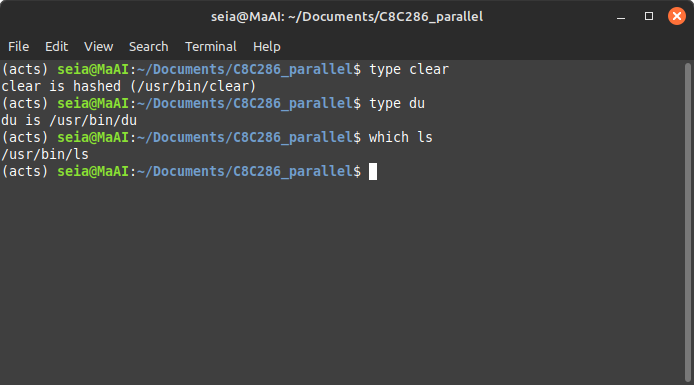 seia@MaAI: ~/Documents/C8C286_parallel
File Edit View Search Terminal Help
(acts) seia@MaAI:~/Documents/C8C286_parallel$ type clear
clear is hashed (/usr/bin/clear)
(acts) seia@MaAI:~/Documents/C8C286_parallel$ type du
du is /usr/bin/du
(acts) seia@MaAI:~/Documents/C8C286_parallel$ which ls
/usr/bin/ls
(acts) seia@MaAI:~/Documents/C8C286_parallel$